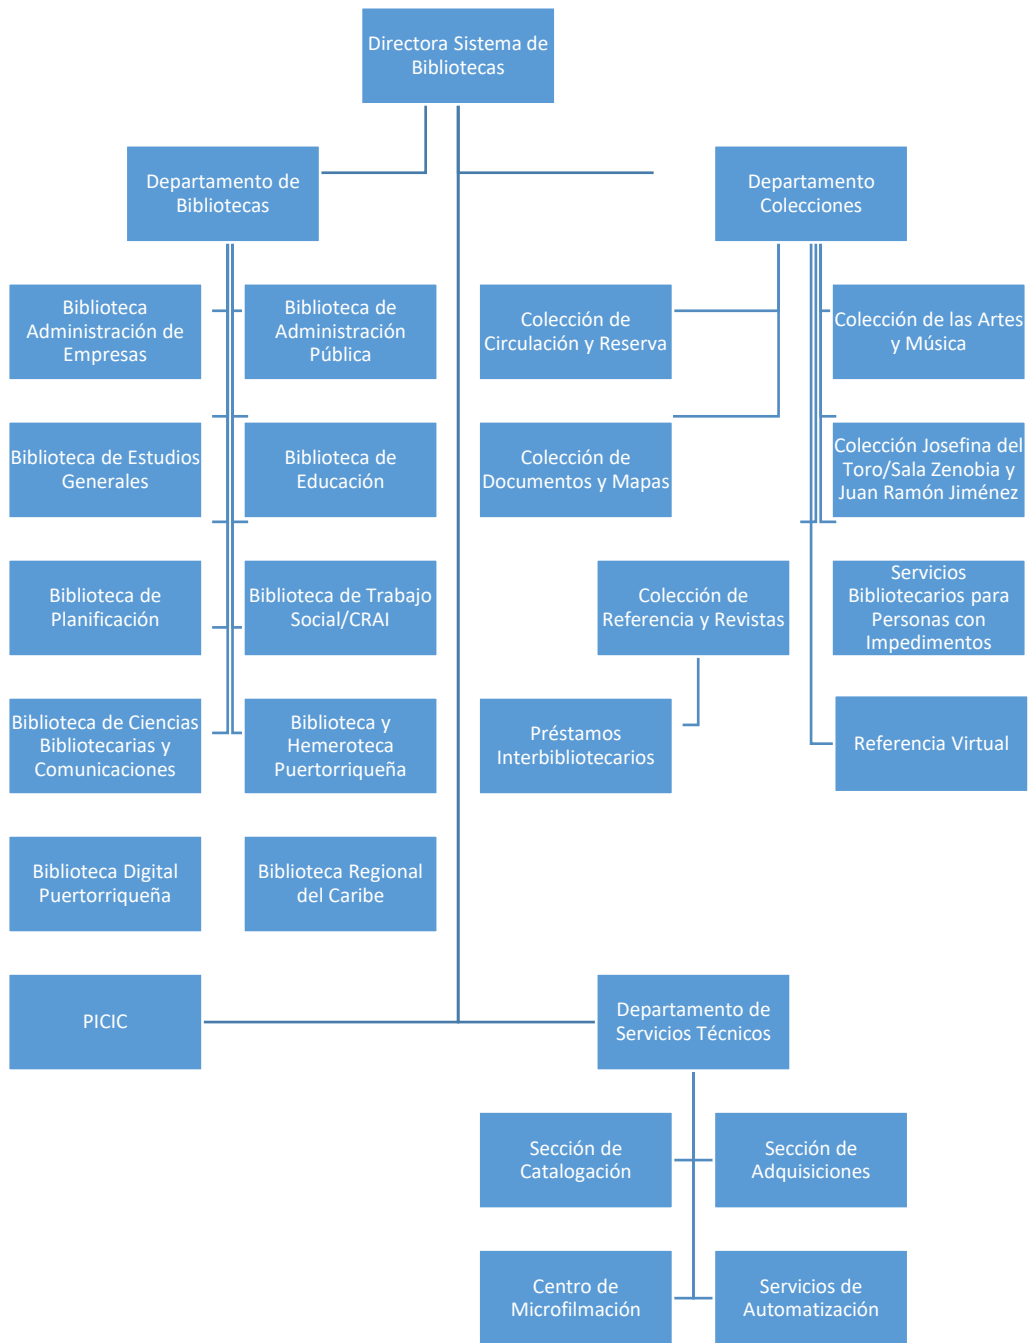 Directora Sistema de
Bibliotecas
Departamento de
Bibliotecas
Departamento
Colecciones
Biblioteca
Administración de
Empresas
Biblioteca de
Administración
Pública
Colección de
Circulación y Reserva
Colección de las Artes
y Música
Biblioteca de Estudios
Generales
Biblioteca de
Educación
Colección de
Documentos y Mapas
Colección Josefina del
Toro/Sala Zenobia y
Juan Ramón Jiménez
Biblioteca de
Planificación
Biblioteca de Trabajo
Social/CRAI
Colección de
Referencia y Revistas
Servicios
Bibliotecarios para
Personas con
Impedimentos
Biblioteca de Ciencias
Bibliotecarias y
Comunicaciones
Biblioteca y
Hemeroteca
Puertorriqueña
Préstamos
Interbibliotecarios
Referencia Virtual
Biblioteca Digital
Puertorriqueña
Biblioteca Regional
del Caribe
PICIC
Departamento de
Servicios Técnicos
Sección de
Catalogación
Sección de
Adquisiciones
Centro de
Microfilmación
Servicios de
Automatización